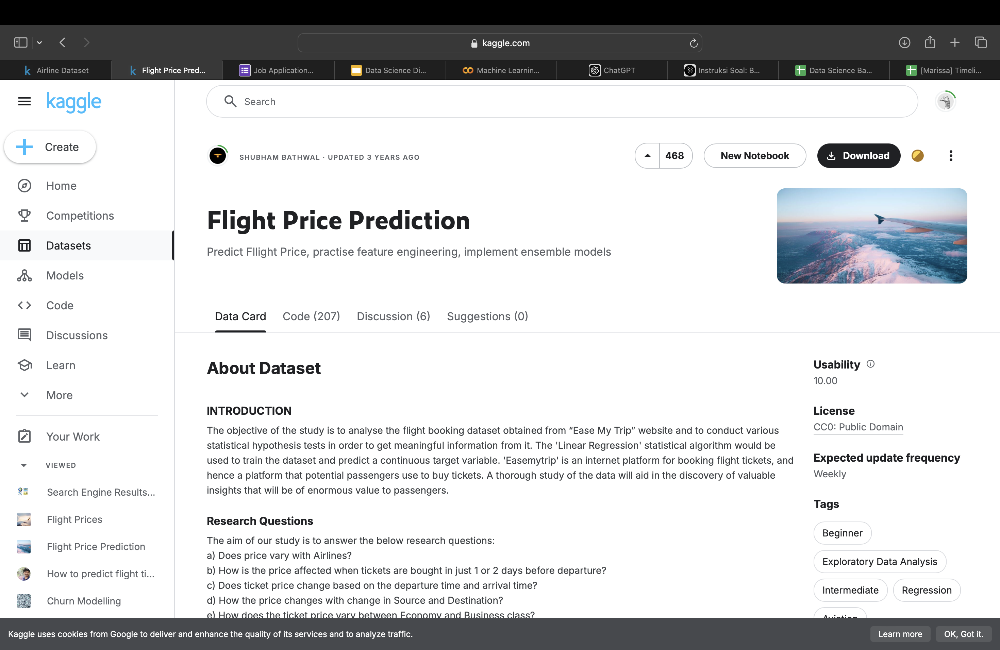 kaggle.com
Airline Dataset
Flight Price Pred...
Job Application...
Data Science Di...
Machine Learnin...
ChatGPT
Instruksi Soal: B...
Data Science Ba...
[Marissa] Timeli...
kaggle
Search
Create
Home
Competitions
Datasets
Models
Code
Discussions
Learn
More
Your Work
VIEWED
Search Engine Results...
Flight Prices
Flight Price Prediction
How to predict flight ti...
Churn Modelling
SHUBHAM BATHWAL · UPDATED 3 YEARS AGO
468
New Notebook
Download
Flight Price Prediction
Predict Fllight Price, practise feature engineering, implement ensemble models
Data Card
Code (207)
Discussion (6)
Suggestions (0)
About Dataset
INTRODUCTION
The objective of the study is to analyse the flight booking dataset obtained from “Ease My Trip” website and to conduct various
statistical hypothesis tests in order to get meaningful information from it. The 'Linear Regression' statistical algorithm would be
used to train the dataset and predict a continuous target variable. 'Easemytrip' is an internet platform for booking flight tickets, and
hence a platform that potential passengers use to buy tickets. A thorough study of the data will aid in the discovery of valuable
insights that will be of enormous value to passengers.
Research Questions
The aim of our study is to answer the below research questions:
a) Does price vary with Airlines?
b) How is the price affected when tickets are bought in just 1 or 2 days before departure?
c) Does ticket price change based on the departure time and arrival time?
d) How the price changes with change in Source and Destination?
e) How does the ticket price vary between Economy and Business class?
Usability
10.00
License
CC0: Public Domain
Expected update frequency
Weekly
Tags
Beginner
Exploratory Data Analysis
Intermediate
Regression
Aviation
Kaggle uses cookies from Google to deliver and enhance the quality of its services and to analyze traffic.
Learn more
OK, Got it.